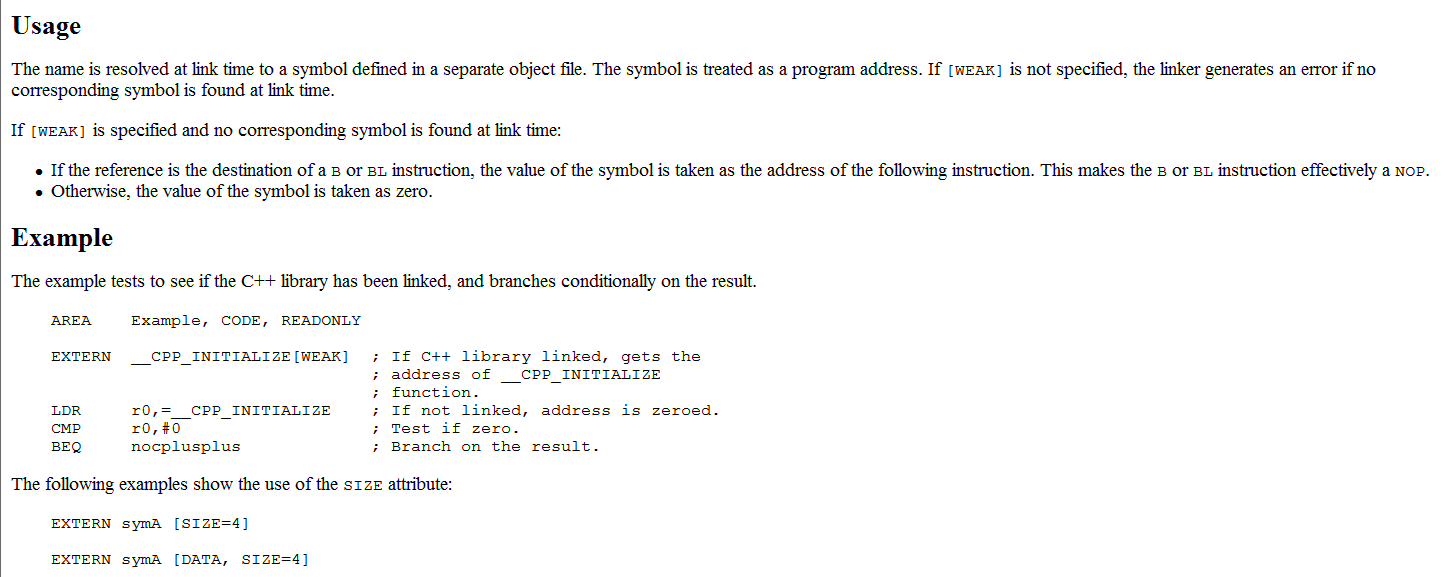 Usage
The name is resolved at link time to a symbol defined in a separate object file. The symbol is treated as a program address. If [WEAK] is not specified, the linker generates an error if no
corresponding symbol is found at link time.
If [WEAK] is specified and no corresponding symbol is found at link time:
• If the reference is the destination of a B or BL instruction, the value of the symbol is taken as the address of the following instruction. This makes the B or BL instruction effectively a NOP.
• Otherwise, the value of the symbol is taken as zero.
Example
The example tests to see if the C++ library has been linked, and branches conditionally on the result.
AREA    Example, CODE, READONLY
EXTERN  __CPP_INITIALIZE[WEAK]  ; If C++ library linked, gets the
                                ; address of __CPP_INITIALIZE
                                ; function.
LDR     r0,=__CPP_INITIALIZE    ; If not linked, address is zeroed.
CMP     r0,#0                   ; Test if zero.
BEQ     nocplusplus             ; Branch on the result.
The following examples show the use of the SIZE attribute:
EXTERN symA [SIZE=4]
EXTERN symA [DATA, SIZE=4]